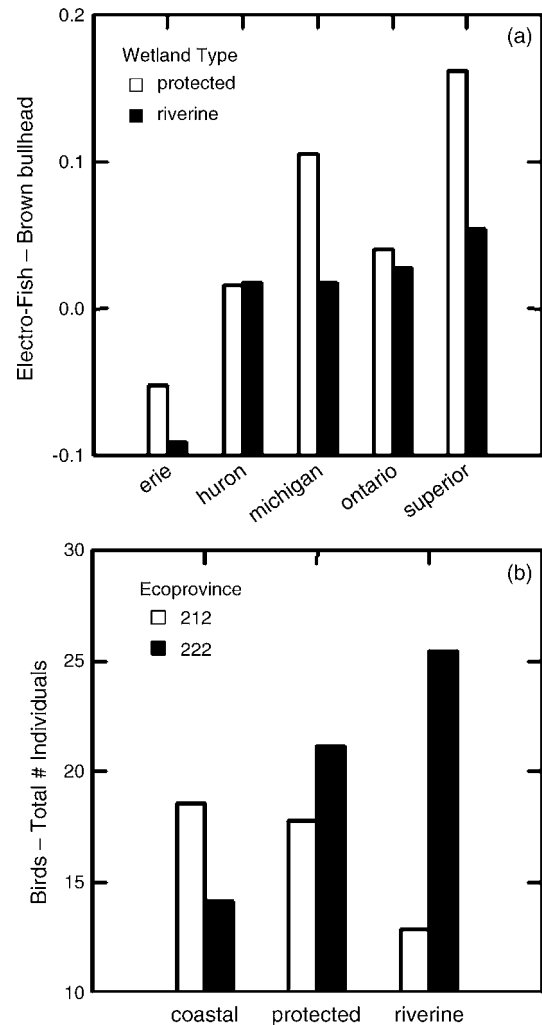 0.2
(a)
Wetland Type
protected
riverine
0.1
0.0
-0.1
Electro-Fish – Brown bullhead
erie
huron
michigan
ontario
superior
30
(b)
Ecoprovince
212
222
25
20
15
10
Birds – Total # Individuals
coastal
protected
riverine